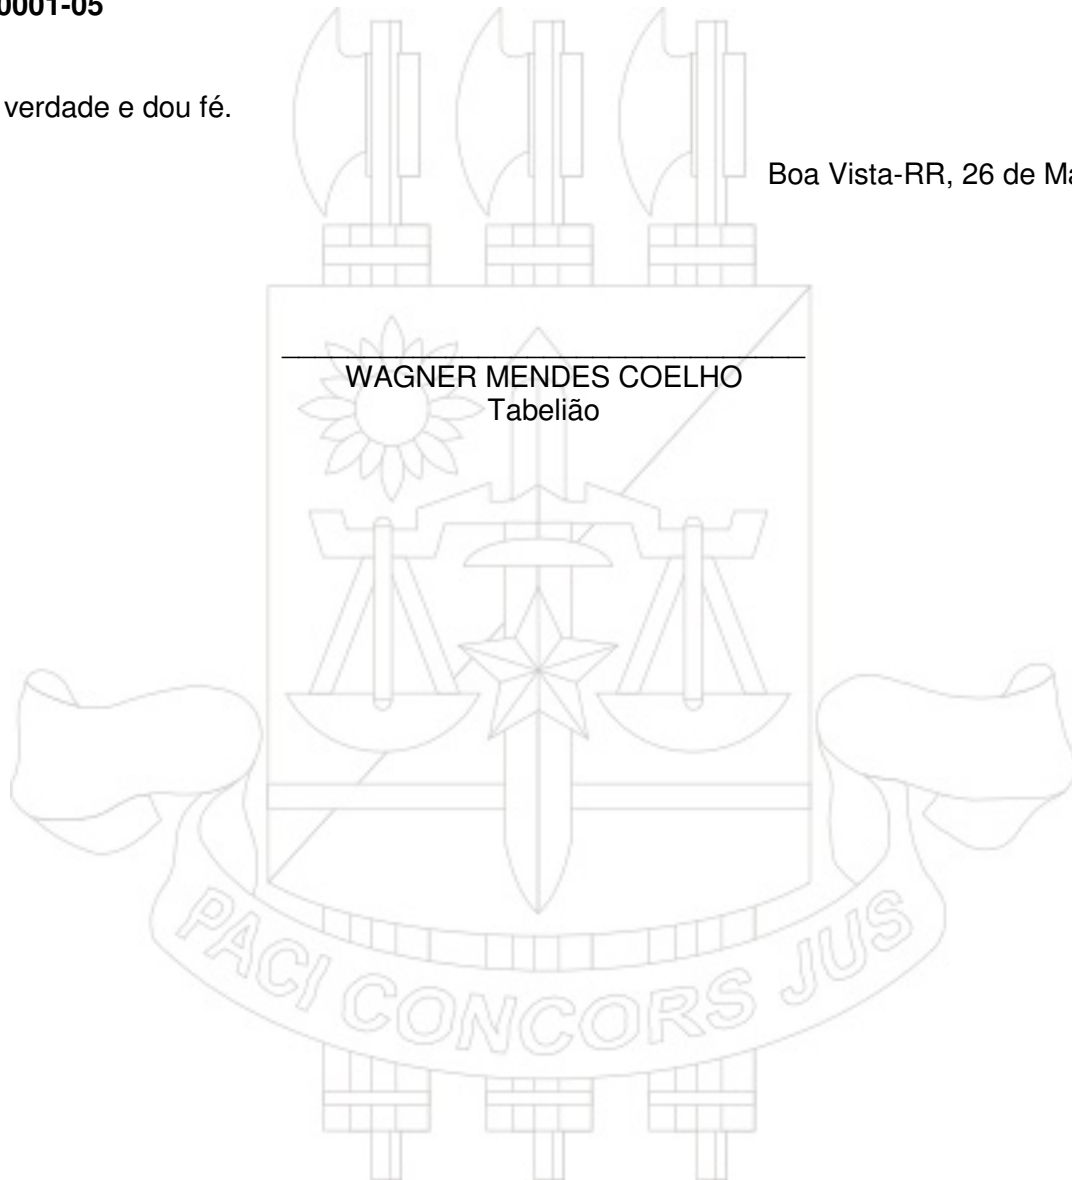 0001-05
verdade e dou fé.
Boa Vista-RR, 26 de Ma
WAGNER MENDES COELHO
Tabelião
PACI CONCORS JUS